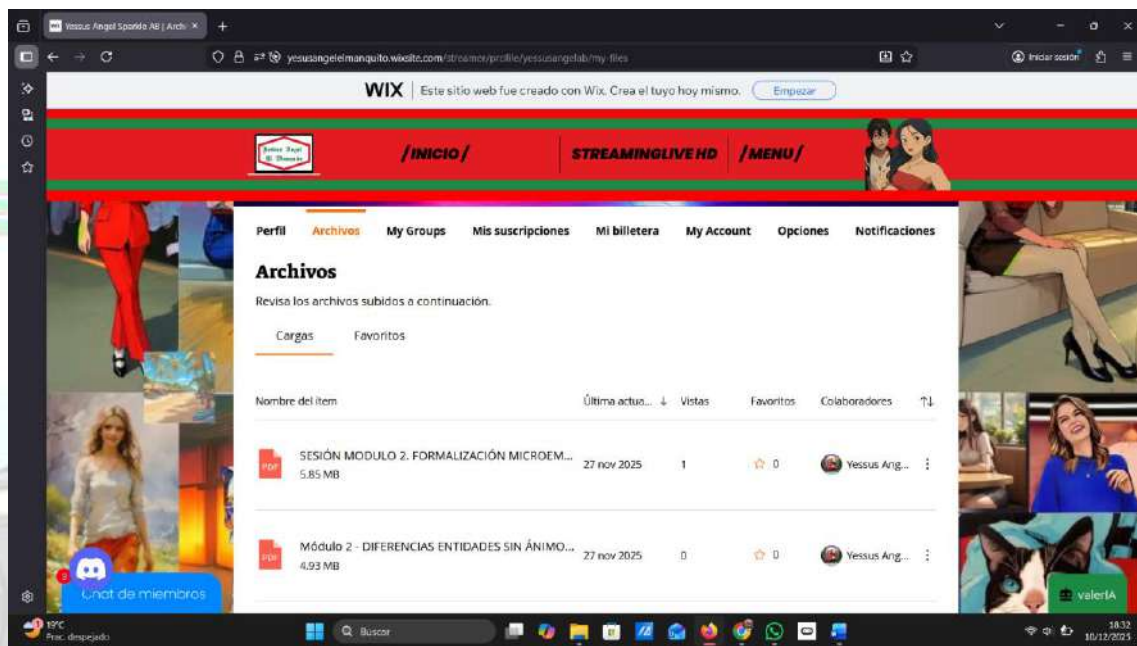 Yessus Angel Sparkle AB | Archi
yesusangelelmanquito.wixsite.com/streamer/profile/yessusangelab/my-files
Iniciar sesión
WIX Este sitio web fue creado con Wix. Crea el tuyo hoy mismo. Empezar
/INICIO/ STREAMINGLIVE HD /MENU/
Perfil Archivos My Groups Mis suscripciones Mi billetera My Account Opciones Notificaciones
Archivos
Revisa los archivos subidos a continuación.
Cargas Favoritos
Nombre del ítem Última actua... ↓ Vistas Favoritos Colaboradores
PDF SESIÓN MODULO 2. FORMALIZACIÓN MICROEM... 27 nov 2025 1 0 Yessus Ang...
5.85 MB
PDF Módulo 2 - DIFERENCIAS ENTIDADES SIN ÁNIMO... 27 nov 2025 0 0 Yessus Ang...
4.93 MB
Chat de miembros
valerIA
19°C
Prac. despejado
Buscar
18:32
10/12/2025